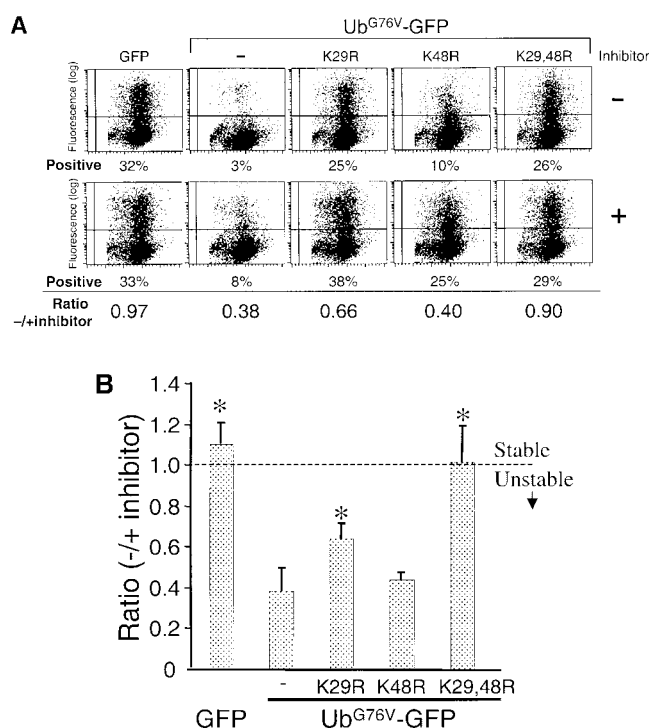 A
Ub^G76V-GFP
GFP – K29R K48R K29,48R Inhibitor
Fluorescence (log) –
Positive 32% 3% 25% 10% 26%
Fluorescence (log) +
Positive 33% 8% 38% 25% 29%
Ratio
–/+inhibitor 0.97 0.38 0.66 0.40 0.90
B
Ratio (-/+ inhibitor)
1.4
1.2
1.0
0.8
0.6
0.4
0.2
0
*
*
*
Stable
Unstable
- K29R K48R K29,48R
GFP Ub^G76V-GFP